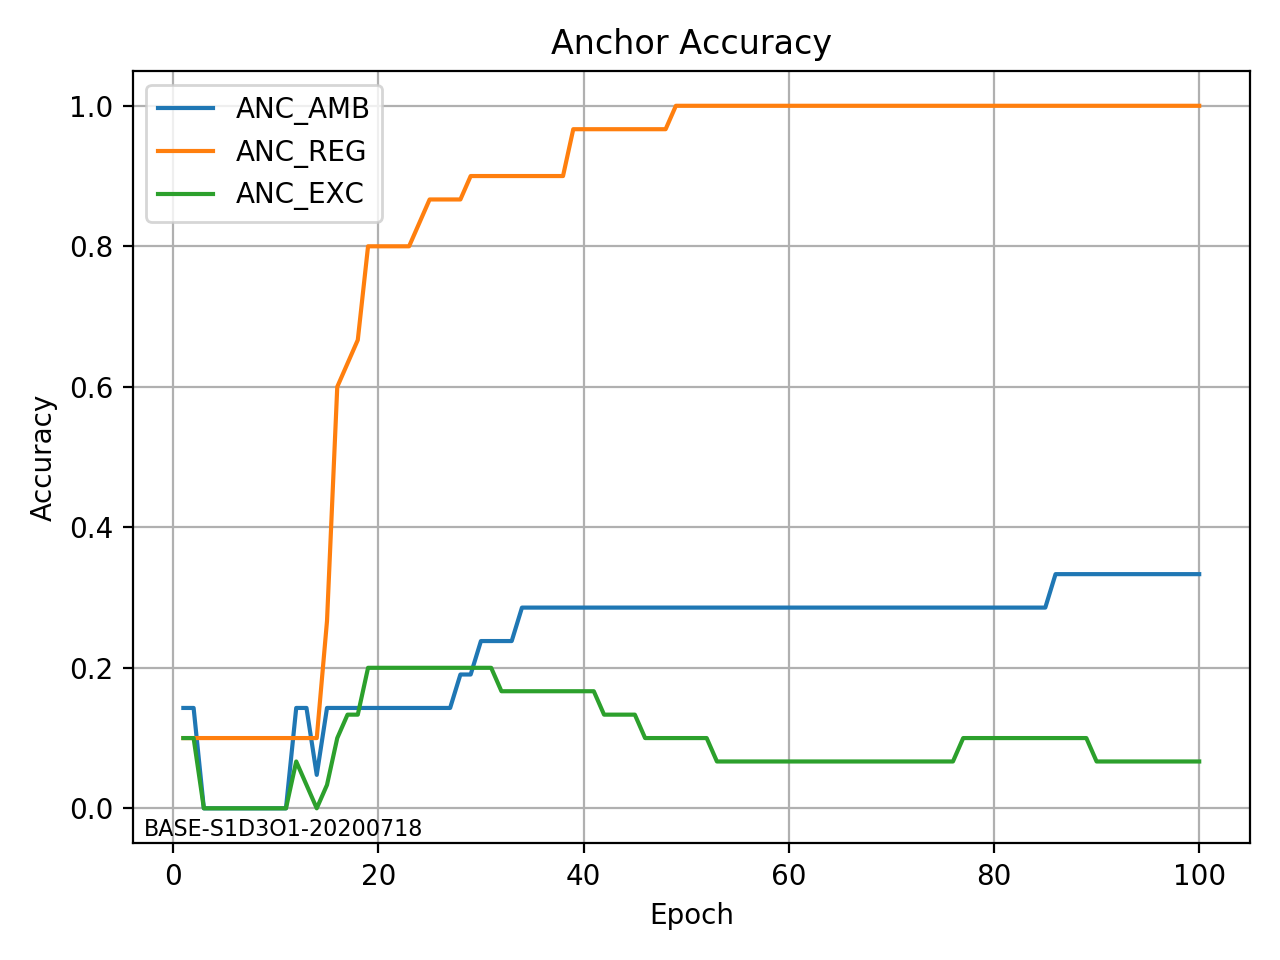 Anchor Accuracy
ANC_AMB
ANC_REG
ANC_EXC
Accuracy
1.0
0.8
0.6
0.4
0.2
0.0
BASE-S1D3O1-20200718
0 20 40 60 80 100
Epoch